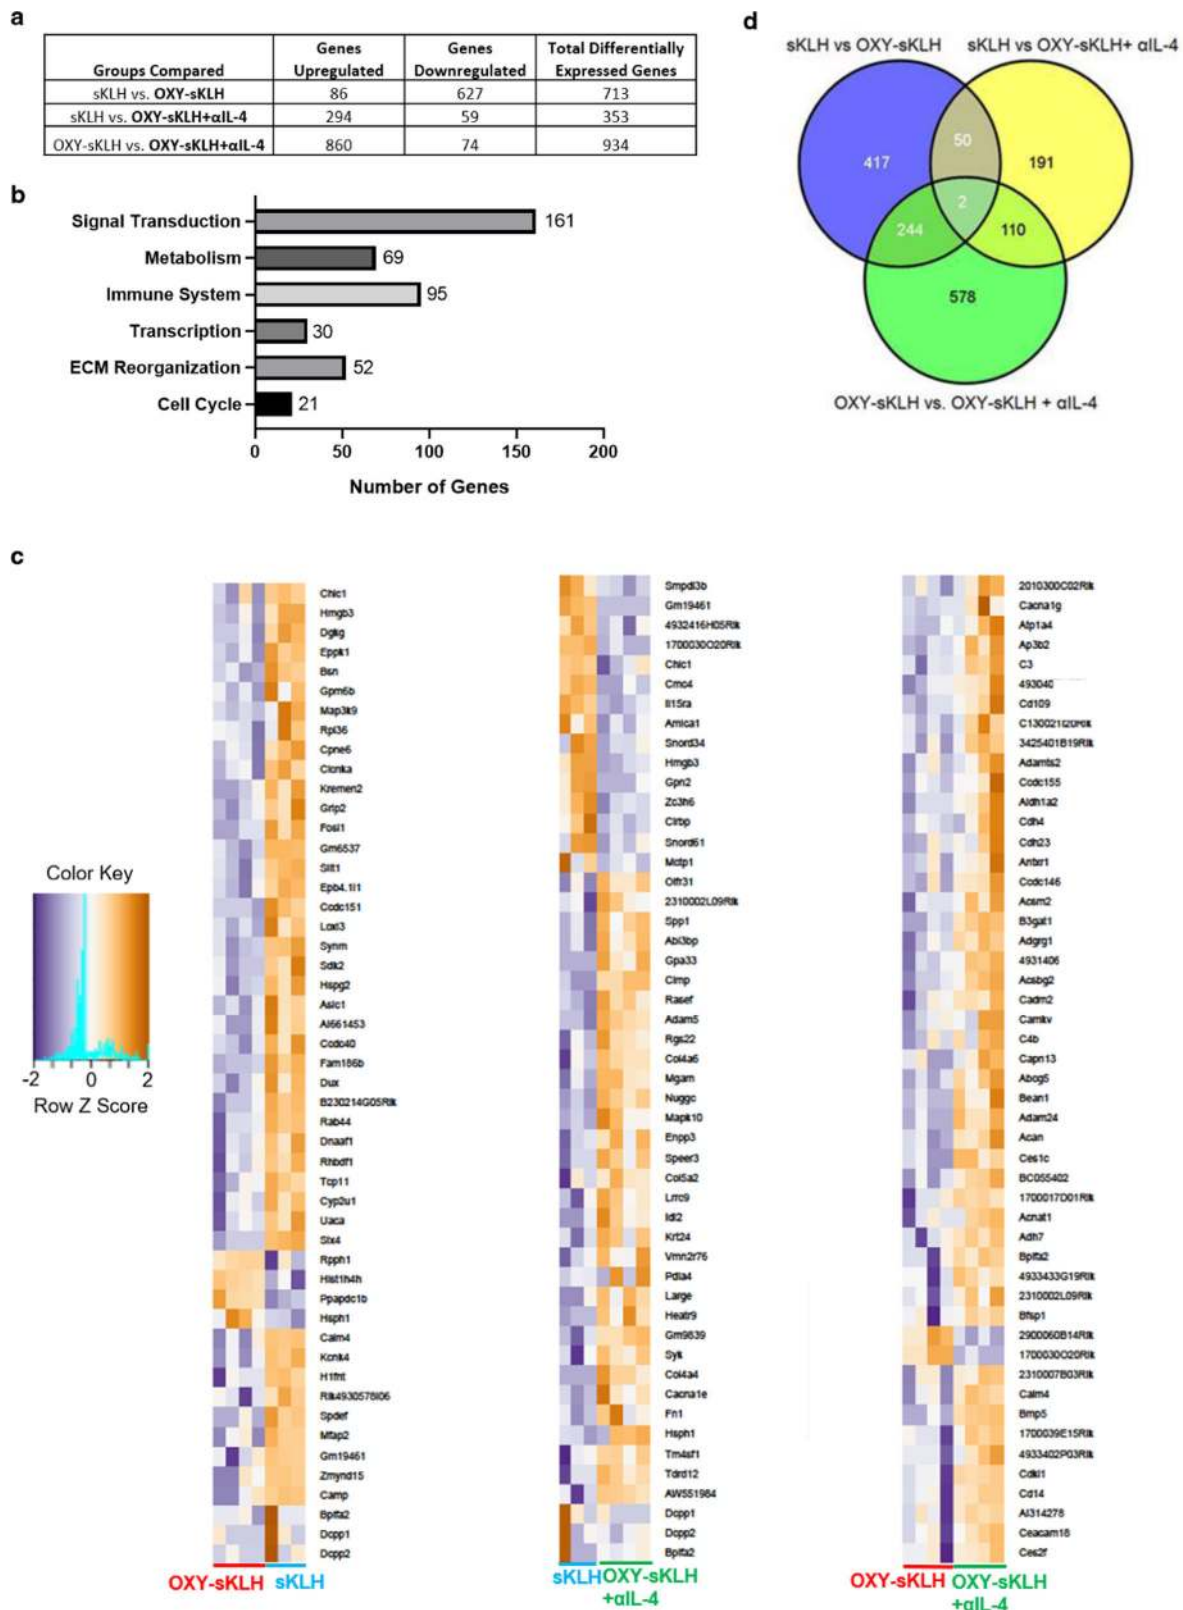 a
Groups Compared | Genes Upregulated | Genes Downregulated | Total Differentially Expressed Genes
sKLH vs. OXY-sKLH | 86 | 627 | 713
sKLH vs. OXY-sKLH+αIL-4 | 294 | 59 | 353
OXY-sKLH vs. OXY-sKLH+αIL-4 | 860 | 74 | 934
d
sKLH vs OXY-sKLH
sKLH vs OXY-sKLH+ αIL-4
417
50
191
2
244
110
578
OXY-sKLH vs. OXY-sKLH + αIL-4
b
Signal Transduction 161
Metabolism 69
Immune System 95
Transcription 30
ECM Reorganization 52
Cell Cycle 21
0 50 100 150 200
Number of Genes
c
Color Key
-2 0 2
Row Z Score
Chic1
Hmgb3
Dgkg
Eppk1
Bsn
Gpm6b
Map3k9
Rpl36
Cpne6
Clcnka
Kremen2
Grip2
Fosl1
Gm6537
Slit1
Epb4.1l1
Ccdc151
Loxl3
Synm
Sdk2
Hspg2
Asic1
AI661453
Ccdc40
Fam186b
Dux
B230214G05Rik
Rab44
Dnaaf1
Rhbdf1
Tcp11
Cyp2u1
Uaca
Six4
Rpph1
Hist1h4h
Ppapdc1b
Hsph1
Calm4
Kcnk4
H1fnt
Rik4930578I06
Spdef
Mfap2
Gm19461
Zmynd15
Camp
Bpifa2
Dcpp1
Dcpp2
OXY-sKLH sKLH
Smpdl3b
Gm19461
4932416H05Rik
1700030O20Rik
Chic1
Cmc4
Il15ra
Amica1
Snord34
Hmgb3
Gpn2
Zc3h6
Cirbp
Snord61
Mctp1
Olfr31
2310002L09Rik
Spp1
Abi3bp
Gpa33
Clmp
Rasef
Adam5
Rgs22
Col4a6
Mgam
Nuggc
Mapk10
Enpp3
Speer3
Col5a2
Lrrc9
Idi2
Krt24
Vmn2r76
Pdia4
Large
Heatr9
Gm9839
Syk
Col4a4
Cacna1e
Fn1
Hsph1
Tm4sf1
Tdrd12
AW551984
Dcpp1
Dcpp2
Bpifa2
sKLH OXY-sKLH
+αIL-4
2010300C02Rik
Cacna1g
Atp1a4
Ap3b2
C3
493040
Cd109
C130021I20Rik
3425401B19Rik
Adamts2
Ccdc155
Aldh1a2
Cdh4
Cdh23
Antxr1
Ccdc146
Acsm2
B3gat1
Adgrg1
4931406
Acsbg2
Cadm2
Camkv
C4b
Capn13
Abcg5
Bean1
Adam24
Acan
Ces1c
BC055402
1700017D01Rik
Acnat1
Adh7
Bpifa2
4933433G19Rik
2310002L09Rik
Bfsp1
2900060B14Rik
1700030O20Rik
2310007B03Rik
Calm4
Bmp5
1700039E15Rik
4933402P03Rik
Cdkl1
Cd14
AI314278
Ceacam18
Ces2f
OXY-sKLH OXY-sKLH
+αIL-4